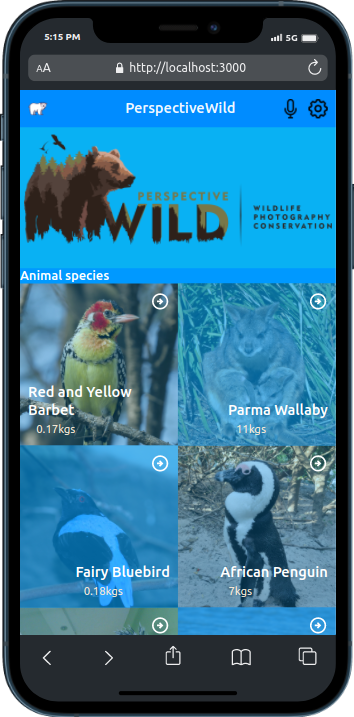 5:15 PM
5G
AA
http://localhost:3000
PerspectiveWild
PERSPECTIVE
WILD
WILDLIFE
PHOTOGRAPHY
CONSERVATION
Animal species
Red and Yellow
Barbet
0.17kgs
Parma Wallaby
11kgs
Fairy Bluebird
0.18kgs
African Penguin
7kgs